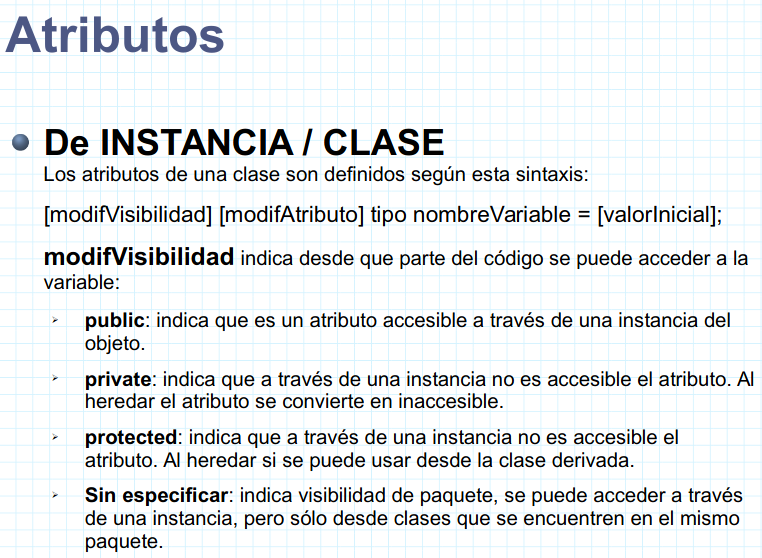 Atributos
De INSTANCIA / CLASE
Los atributos de una clase son definidos según esta sintaxis:
[modifVisibilidad] [modifAtributo] tipo nombreVariable = [valorInicial];
modifVisibilidad indica desde que parte del código se puede acceder a la
variable:
public: indica que es un atributo accesible a través de una instancia del
objeto.
private: indica que a través de una instancia no es accesible el atributo. Al
heredar el atributo se convierte en inaccesible.
protected: indica que a través de una instancia no es accesible el
atributo. Al heredar si se puede usar desde la clase derivada.
Sin especificar: indica visibilidad de paquete, se puede acceder a través
de una instancia, pero sólo desde clases que se encuentren en el mismo
paquete.